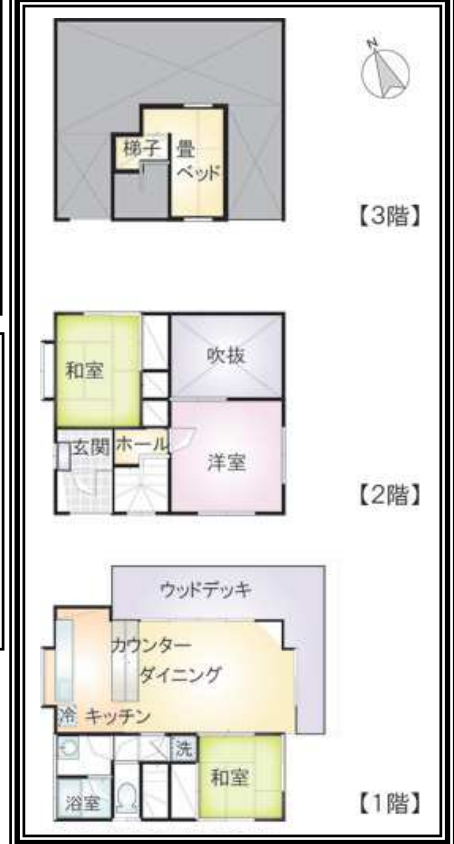 N
梯子
畳
ベッド
【3階】
和室
吹抜
玄関
ホール
洋室
【2階】
ウッドデッキ
カウンター
ダイニング
冷
キッチン
洗
和室
浴室
【1階】